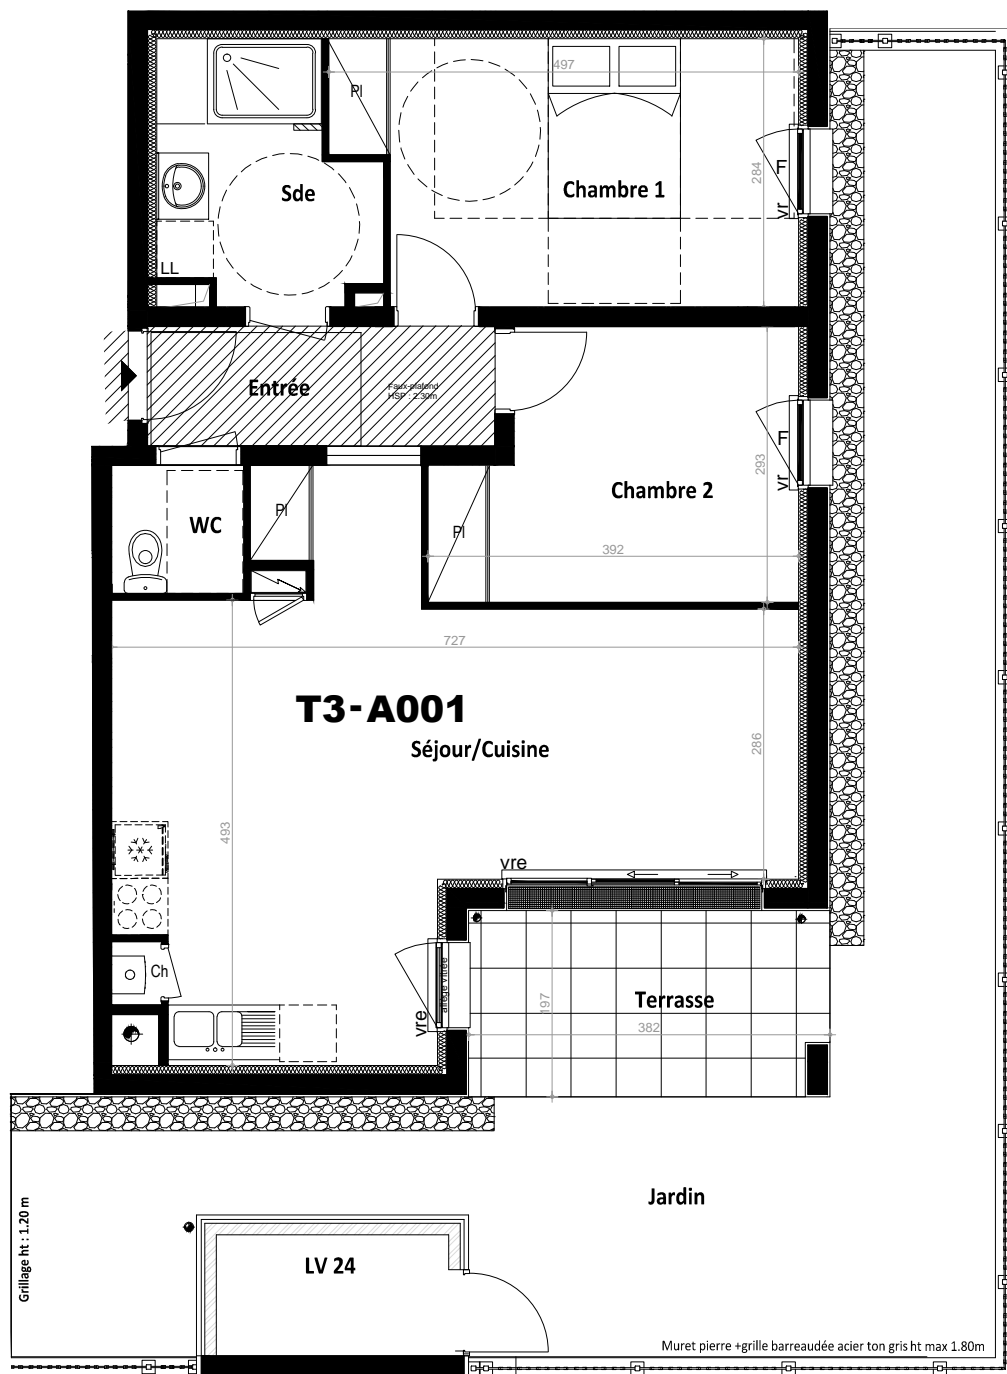 497
Pl
F
Sde
Chambre 1
284
vr
LL
Entrée
Faux-plafond
HSP : 2.30m
F
293
vr
Chambre 2
WC
Pl
Pl
392
727
T3-A001
Séjour/Cuisine
286
493
vre
Ch
allège vitrée
vre
Terrasse
197
382
Jardin
Grillage ht : 1.20 m
LV 24
Muret pierre +grille barreaudée acier ton gris ht max 1.80m